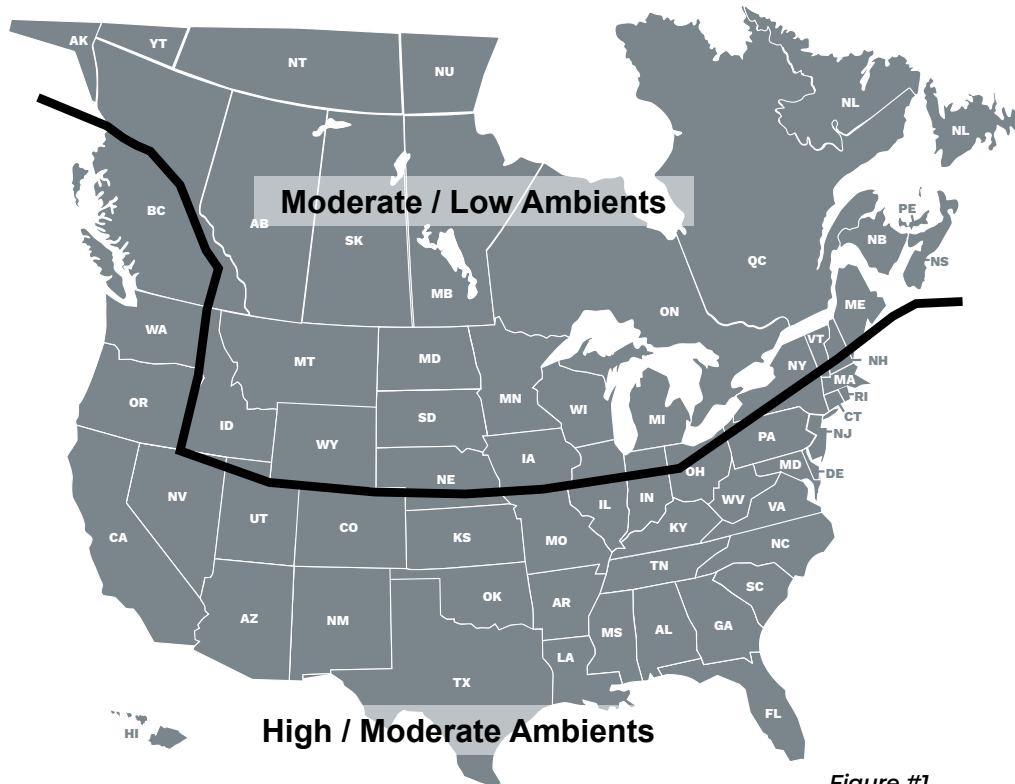 AK
YT
NT
NU
NL
NL
Moderate / Low Ambients
BC
AB
SK
MB
ON
QC
PE
NB
NS
ME
WA
MT
MD
MN
WI
MI
NY
VT
NH
MA
RI
CT
NJ
OR
ID
WY
SD
IA
NE
PA
OH
MD
DE
NV
UT
CO
KS
MO
IL
IN
KY
WV
VA
CA
AZ
NM
OK
AR
TN
NC
SC
MS
AL
GA
LA
TX
FL
HI
High / Moderate Ambients
Figure #1